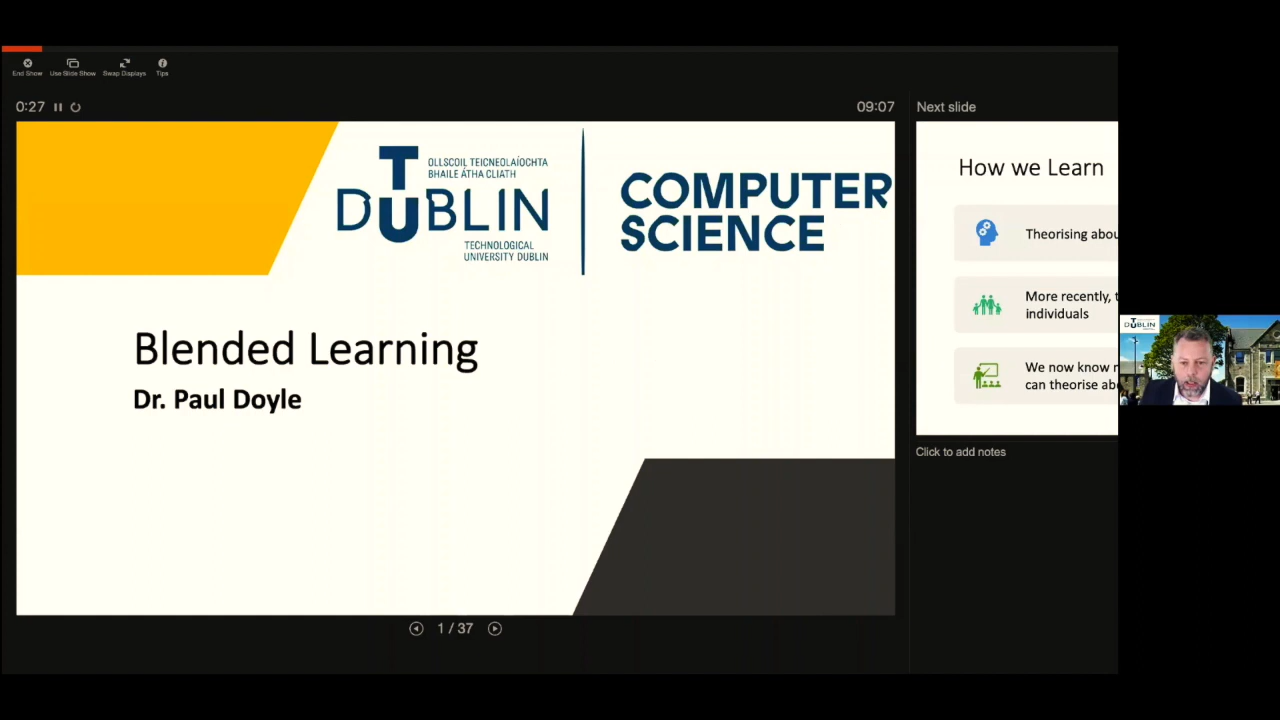 End Show
Use Slide Show
Swap Displays
Tips
0:27
09:07
Next slide
OLLSCOIL TEICNEOLAÍOCHTA
BHAILE ÁTHA CLIATH
T
DUBLIN
TECHNOLOGICAL
UNIVERSITY DUBLIN
COMPUTER
SCIENCE
Blended Learning
Dr. Paul Doyle
1 / 37
How we Learn
Theorising abou
More recently, t
individuals
We now know
can theorise abo
Click to add notes
DUBLIN